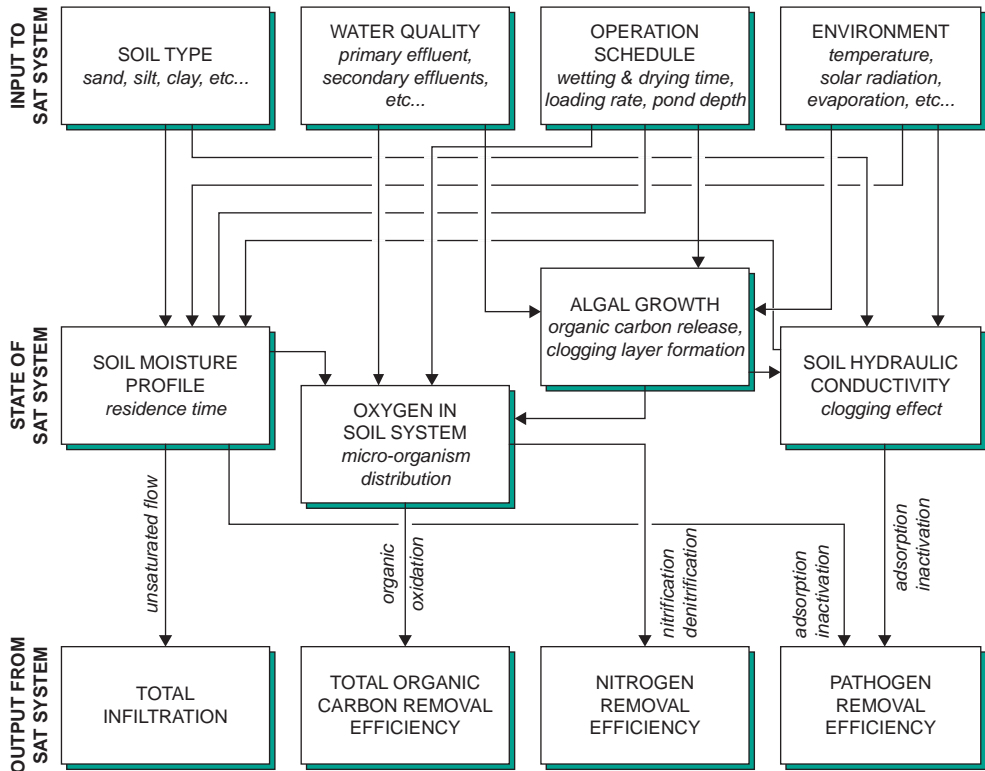 INPUT TO
SAT SYSTEM
SOIL TYPE
sand, silt, clay, etc...
WATER QUALITY
primary effluent,
secondary effluents,
etc...
OPERATION
SCHEDULE
wetting & drying time,
loading rate, pond depth
ENVIRONMENT
temperature,
solar radiation,
evaporation, etc...
STATE OF
SAT SYSTEM
SOIL MOISTURE
PROFILE
residence time
OXYGEN IN
SOIL SYSTEM
micro-organism
distribution
ALGAL GROWTH
organic carbon release,
clogging layer formation
SOIL HYDRAULIC
CONDUCTIVITY
clogging effect
unsaturated flow
organic
oxidation
nitrification
denitrification
adsorption
inactivation
adsorption
inactivation
OUTPUT FROM
SAT SYSTEM
TOTAL
INFILTRATION
TOTAL ORGANIC
CARBON REMOVAL
EFFICIENCY
NITROGEN
REMOVAL
EFFICIENCY
PATHOGEN
REMOVAL
EFFICIENCY